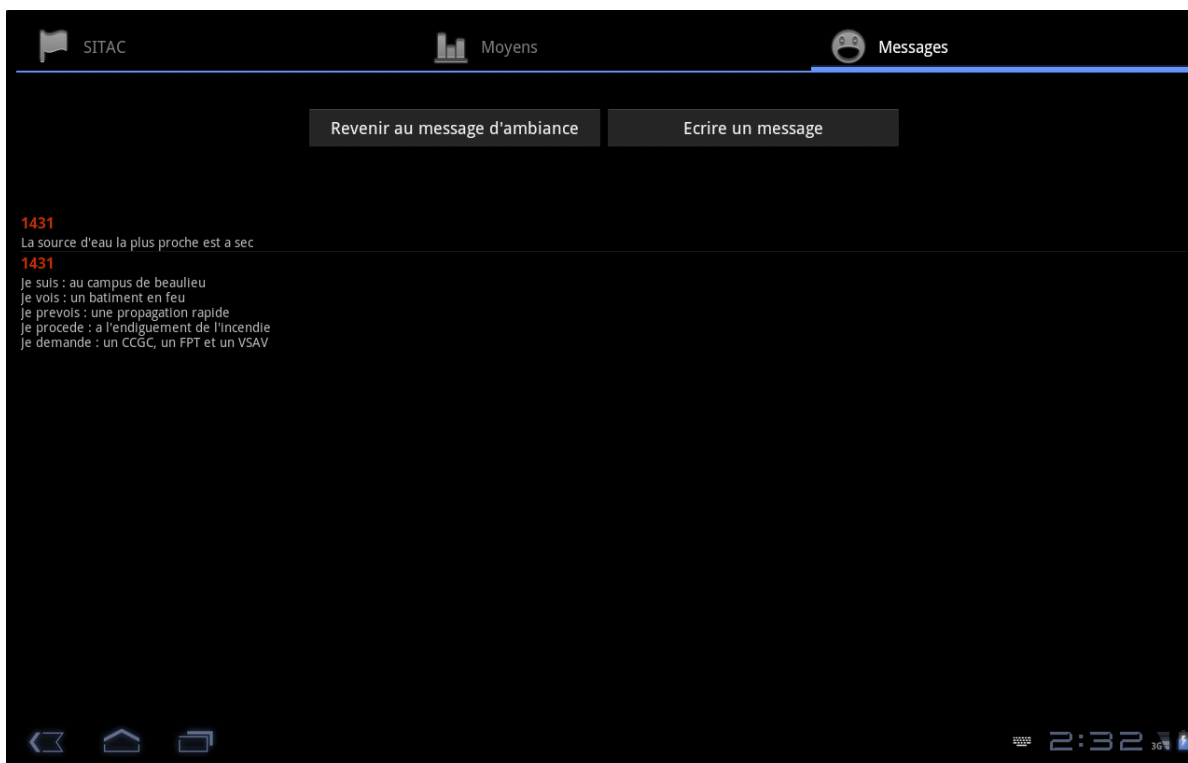 SITAC
Moyens
Messages
Revenir au message d'ambiance
Ecrire un message
1431
La source d'eau la plus proche est a sec
1431
Je suis : au campus de beaulieu
Je vois : un batiment en feu
Je prevois : une propagation rapide
Je procede : a l'endiguement de l'incendie
Je demande : un CCGC, un FPT et un VSAV
2:32
3G